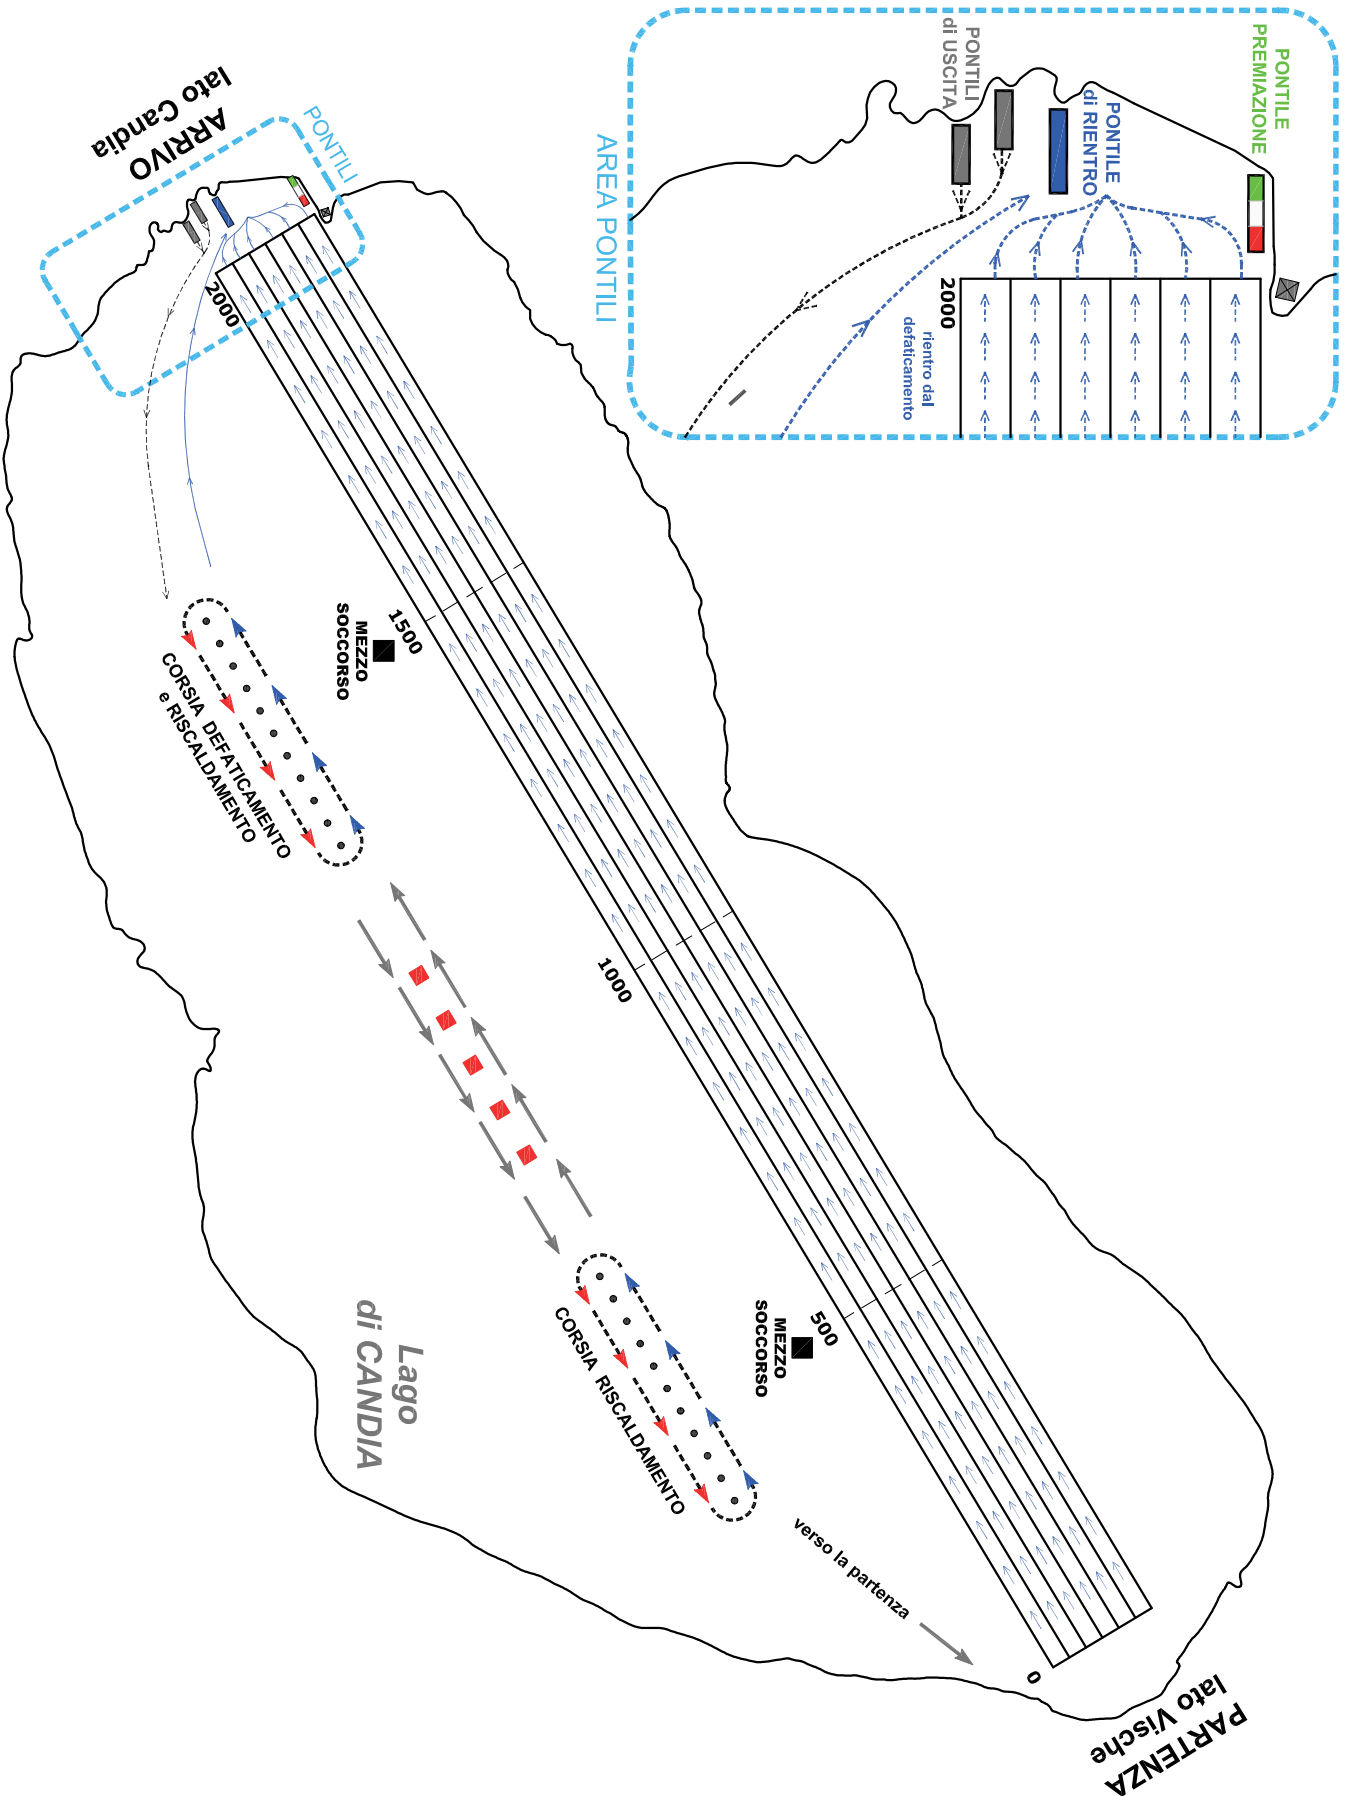 PONTILI
di USCITA
PONTILE
di RIENTRO
PONTILE
PREMIAZIONE
AREA PONTILI
2000
rientro dal
defaticamento
ARRIVO
lato Candia
PONTILI
2000
1500
MEZZO
SOCCORSO
CORSIA DEFATICAMENTO
e RISCALDAMENTO
1000
500
MEZZO
SOCCORSO
CORSIA RISCALDAMENTO
Lago
di CANDIA
verso la partenza
0
PARTENZA
lato Vische